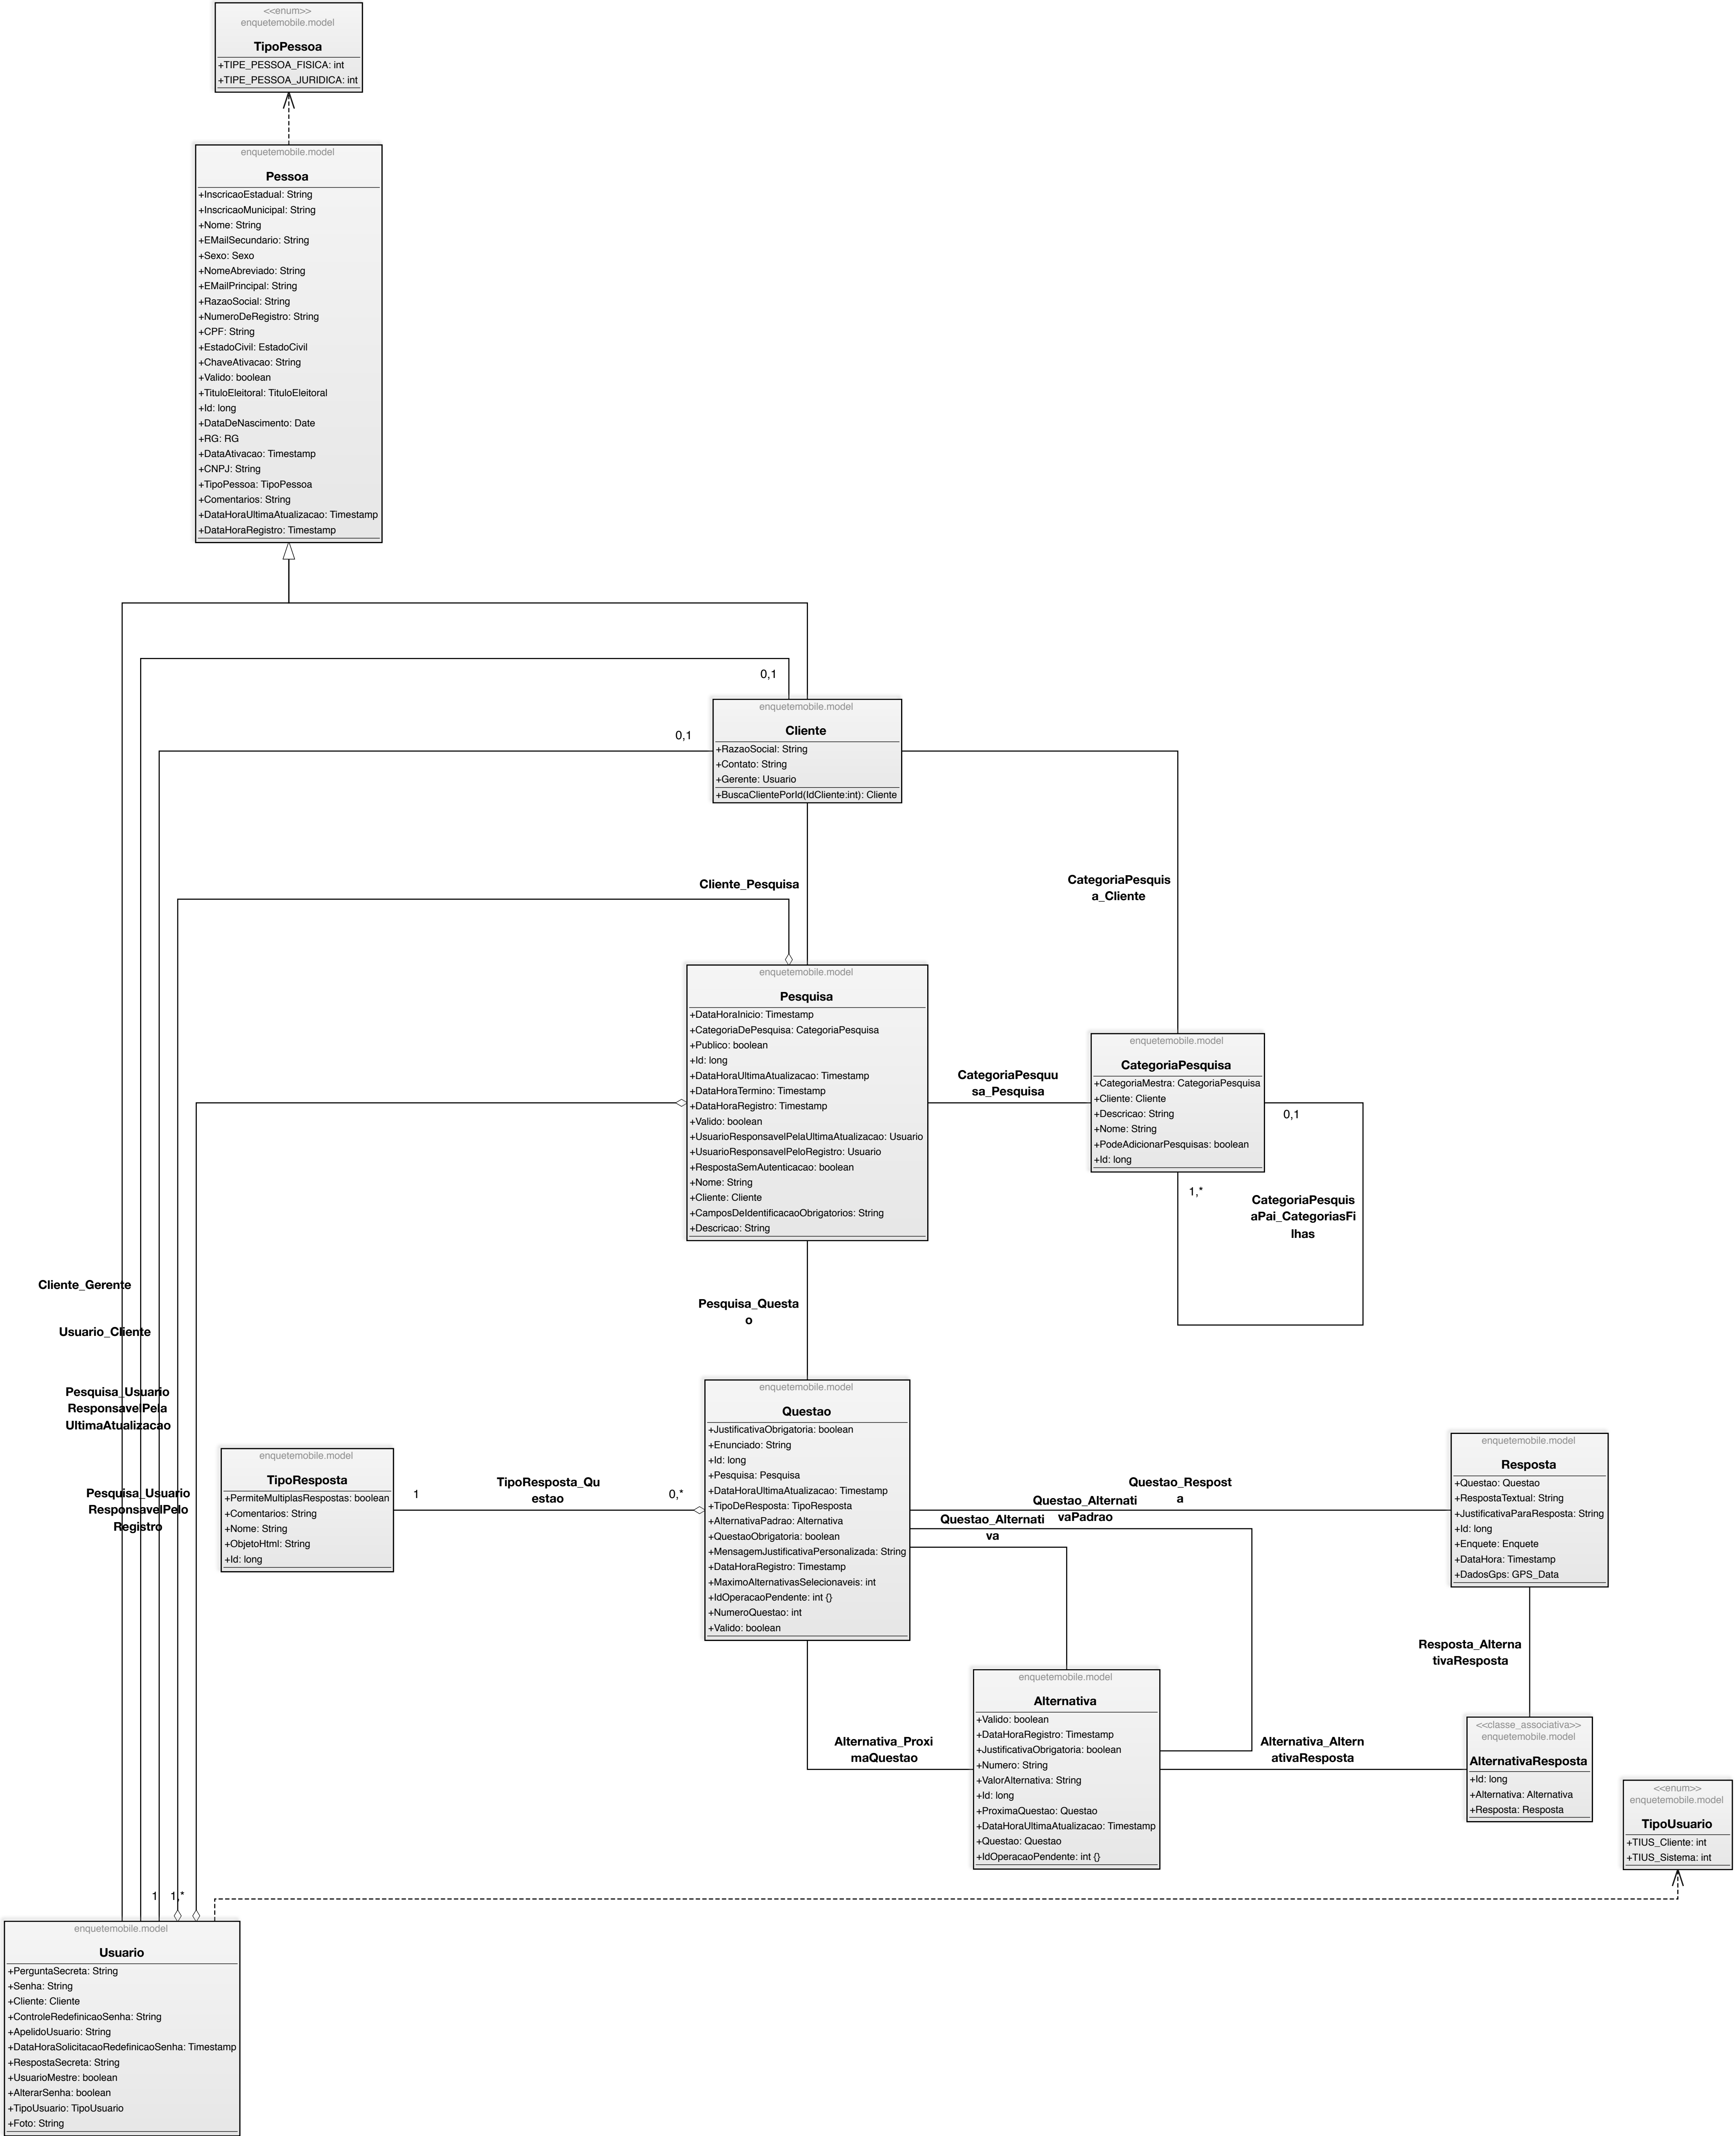 <<enum>>
enquetemobile.model
TipoPessoa
+TIPE_PESSOA_FISICA: int
+TIPE_PESSOA_JURIDICA: int
enquetemobile.model
Pessoa
+InscricaoEstadual: String
+InscricaoMunicipal: String
+Nome: String
+EMailSecundario: String
+Sexo: Sexo
+NomeAbreviado: String
+EMailPrincipal: String
+RazaoSocial: String
+NumeroDeRegistro: String
+CPF: String
+EstadoCivil: EstadoCivil
+ChaveAtivacao: String
+Valido: boolean
+TituloEleitoral: TituloEleitoral
+Id: long
+DataDeNascimento: Date
+RG: RG
+DataAtivacao: Timestamp
+CNPJ: String
+TipoPessoa: TipoPessoa
+Comentarios: String
+DataHoraUltimaAtualizacao: Timestamp
+DataHoraRegistro: Timestamp
0,1
0,1
enquetemobile.model
Cliente
+RazaoSocial: String
+Contato: String
+Gerente: Usuario
+BuscaClientePorId(IdCliente:int): Cliente
Cliente_Pesquisa
CategoriaPesquis
a_Cliente
enquetemobile.model
Pesquisa
+DataHoraInicio: Timestamp
+CategoriaDePesquisa: CategoriaPesquisa
+Publico: boolean
+Id: long
+DataHoraUltimaAtualizacao: Timestamp
+DataHoraTermino: Timestamp
+DataHoraRegistro: Timestamp
+Valido: boolean
+UsuarioResponsavelPelaUltimaAtualizacao: Usuario
+UsuarioResponsavelPeloRegistro: Usuario
+RespostaSemAutenticacao: boolean
+Nome: String
+Cliente: Cliente
+CamposDeIdentificacaoObrigatorios: String
+Descricao: String
CategoriaPesquu
sa_Pesquisa
enquetemobile.model
CategoriaPesquisa
+CategoriaMestra: CategoriaPesquisa
+Cliente: Cliente
+Descricao: String
+Nome: String
+PodeAdicionarPesquisas: boolean
+Id: long
0,1
1,*
CategoriaPesquis
aPai_CategoriasFi
lhas
Cliente_Gerente
Usuario_Cliente
Pesquisa_Usuario
ResponsavelPela
UltimaAtualizacao
Pesquisa_Usuario
ResponsavelPelo
Registro
Pesquisa_Questa
o
enquetemobile.model
TipoResposta
+PermiteMultiplasRespostas: boolean
+Comentarios: String
+Nome: String
+ObjetoHtml: String
+Id: long
1
TipoResposta_Qu
estao
0,*
enquetemobile.model
Questao
+JustificativaObrigatoria: boolean
+Enunciado: String
+Id: long
+Pesquisa: Pesquisa
+DataHoraUltimaAtualizacao: Timestamp
+TipoDeResposta: TipoResposta
+AlternativaPadrao: Alternativa
+QuestaoObrigatoria: boolean
+MensagemJustificativaPersonalizada: String
+DataHoraRegistro: Timestamp
+MaximoAlternativasSelecionaveis: int
+IdOperacaoPendente: int {}
+NumeroQuestao: int
+Valido: boolean
Questao_Respost
a
Questao_Alternati
vaPadrao
Questao_Alternati
va
enquetemobile.model
Resposta
+Questao: Questao
+RespostaTextual: String
+JustificativaParaResposta: String
+Id: long
+Enquete: Enquete
+DataHora: Timestamp
+DadosGps: GPS_Data
Resposta_Alterna
tivaResposta
enquetemobile.model
Alternativa
+Valido: boolean
+DataHoraRegistro: Timestamp
+JustificativaObrigatoria: boolean
+Numero: String
+ValorAlternativa: String
+Id: long
+ProximaQuestao: Questao
+DataHoraUltimaAtualizacao: Timestamp
+Questao: Questao
+IdOperacaoPendente: int {}
Alternativa_Proxi
maQuestao
Alternativa_Altern
ativaResposta
<<classe_associativa>>
enquetemobile.model
AlternativaResposta
+Id: long
+Alternativa: Alternativa
+Resposta: Resposta
<<enum>>
enquetemobile.model
TipoUsuario
+TIUS_Cliente: int
+TIUS_Sistema: int
1
1,*
enquetemobile.model
Usuario
+PerguntaSecreta: String
+Senha: String
+Cliente: Cliente
+ControleRedefinicaoSenha: String
+ApelidoUsuario: String
+DataHoraSolicitacaoRedefinicaoSenha: Timestamp
+RespostaSecreta: String
+UsuarioMestre: boolean
+AlterarSenha: boolean
+TipoUsuario: TipoUsuario
+Foto: String